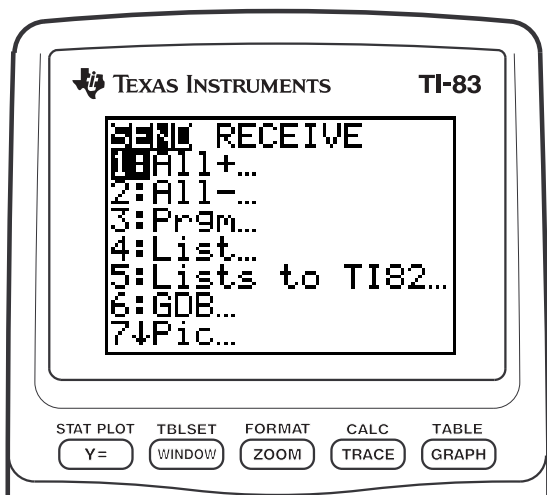 TEXAS INSTRUMENTS TI-83
SEND RECEIVE
1:All+...
2:All-...
3:Prgm...
4:List...
5:Lists to TI82...
6:GDB...
7↓Pic...
STAT PLOT TBLSET FORMAT CALC TABLE
Y= WINDOW ZOOM TRACE GRAPH